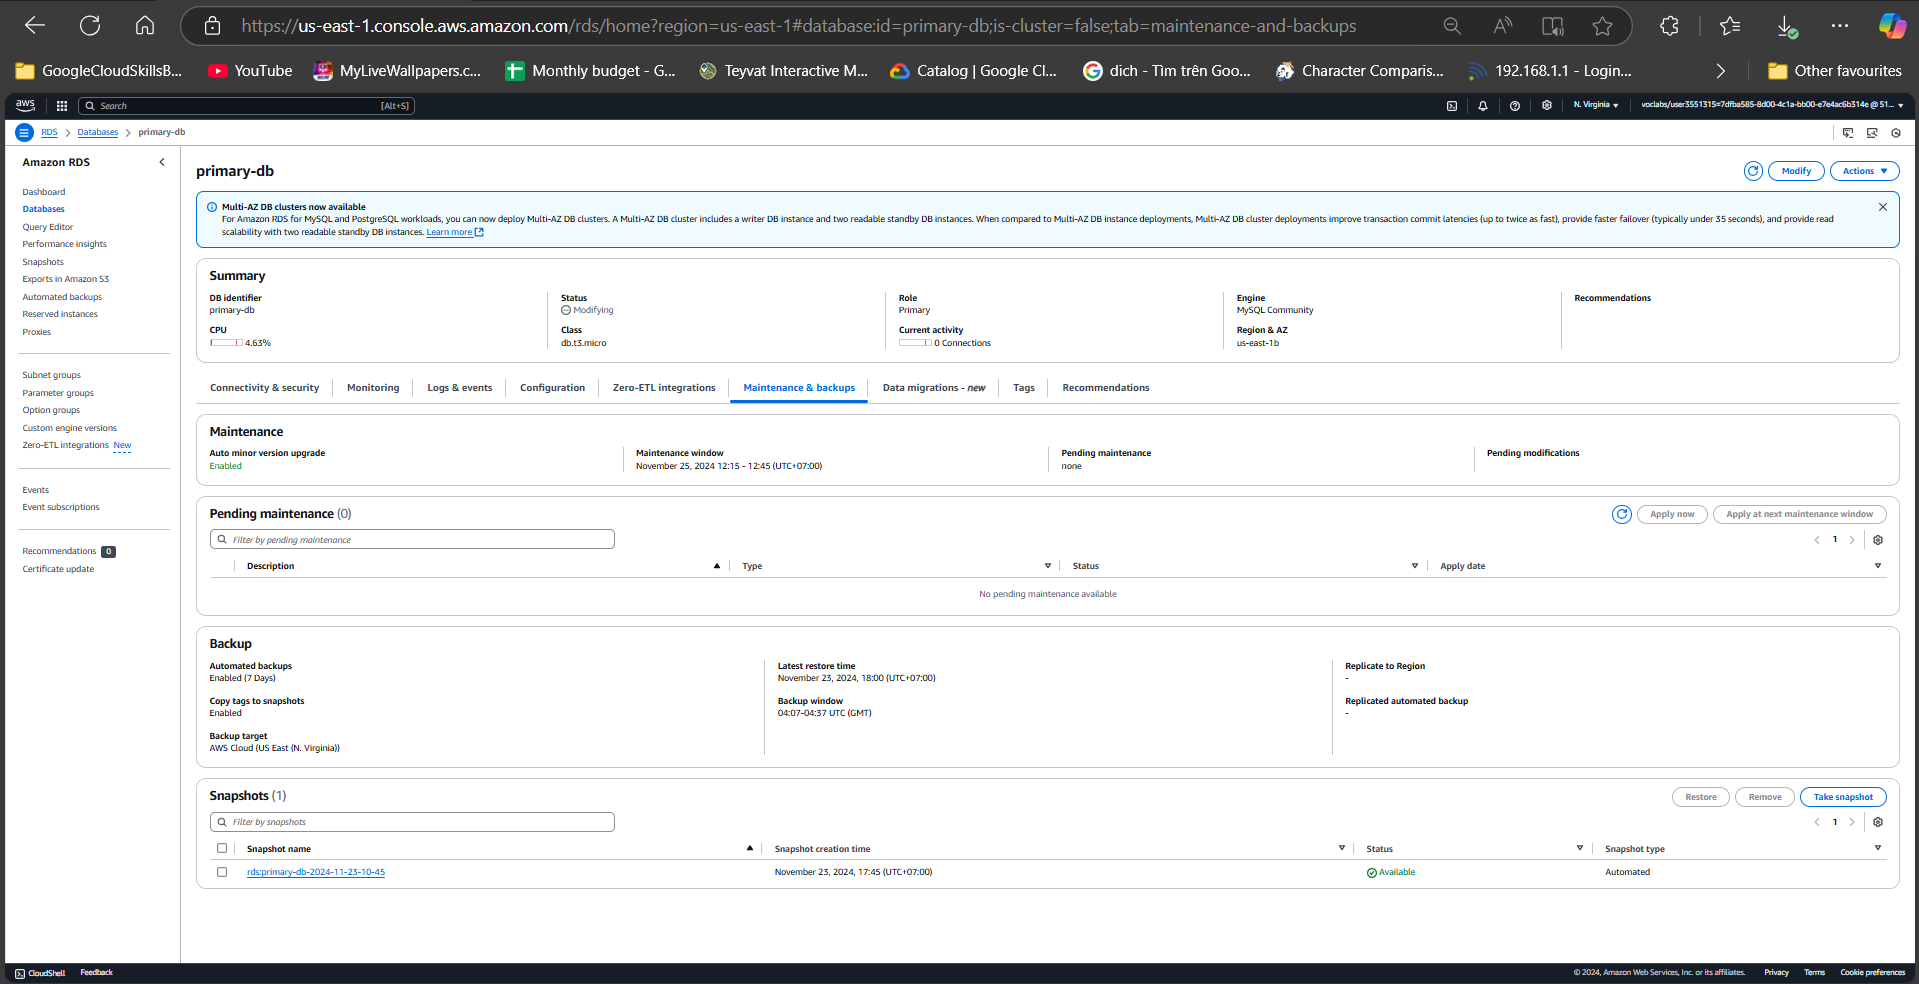 https://us-east-1.console.aws.amazon.com/rds/home?region=us-east-1#database:id=primary-db;is-cluster=false;tab=maintenance-and-backups
GoogleCloudSkillsB... YouTube MyLiveWallpapers.c... Monthly budget - G... Teyvat Interactive M... Catalog | Google Cl... dich - Tìm trên Goo... Character Comparis... 192.168.1.1 - Login... Other favourites
aws Search [Alt+S] N. Virginia voclabs/user3551315=7dfba585-8d00-4c1a-bb00-e7e4ac6b314e @ 51...
RDS Databases primary-db
Amazon RDS
Dashboard
Databases
Query Editor
Performance insights
Snapshots
Exports in Amazon S3
Automated backups
Reserved instances
Proxies
Subnet groups
Parameter groups
Option groups
Custom engine versions
Zero-ETL integrations New
Events
Event subscriptions
Recommendations 0
Certificate update
primary-db
Modify Actions
Multi-AZ DB clusters now available
For Amazon RDS for MySQL and PostgreSQL workloads, you can now deploy Multi-AZ DB clusters. A Multi-AZ DB cluster includes a writer DB instance and two readable standby DB instances. When compared to Multi-AZ DB instance deployments, Multi-AZ DB cluster deployments improve transaction commit latencies (up to twice as fast), provide faster failover (typically under 35 seconds), and provide read
scalability with two readable standby DB instances. Learn more
Summary
DB identifier Status Role Engine Recommendations
primary-db Modifying Primary MySQL Community
CPU Class Current activity Region & AZ
4.63% db.t3.micro 0 Connections us-east-1b
Connectivity & security Monitoring Logs & events Configuration Zero-ETL integrations Maintenance & backups Data migrations - new Tags Recommendations
Maintenance
Auto minor version upgrade Maintenance window Pending maintenance Pending modifications
Enabled November 25, 2024 12:15 - 12:45 (UTC+07:00) none
Pending maintenance (0)
Apply now Apply at next maintenance window
Filter by pending maintenance 1
Description Type Status Apply date
No pending maintenance available
Backup
Automated backups Latest restore time Replicate to Region
Enabled (7 Days) November 23, 2024, 18:00 (UTC+07:00) -
Copy tags to snapshots Backup window Replicated automated backup
Enabled 04:07-04:37 UTC (GMT) -
Backup target
AWS Cloud (US East (N. Virginia))
Snapshots (1)
Restore Remove Take snapshot
Filter by snapshots 1
Snapshot name Snapshot creation time Status Snapshot type
rds:primary-db-2024-11-23-10-45 November 23, 2024, 17:45 (UTC+07:00) Available Automated
CloudShell Feedback © 2024, Amazon Web Services, Inc. or its affiliates. Privacy Terms Cookie preferences